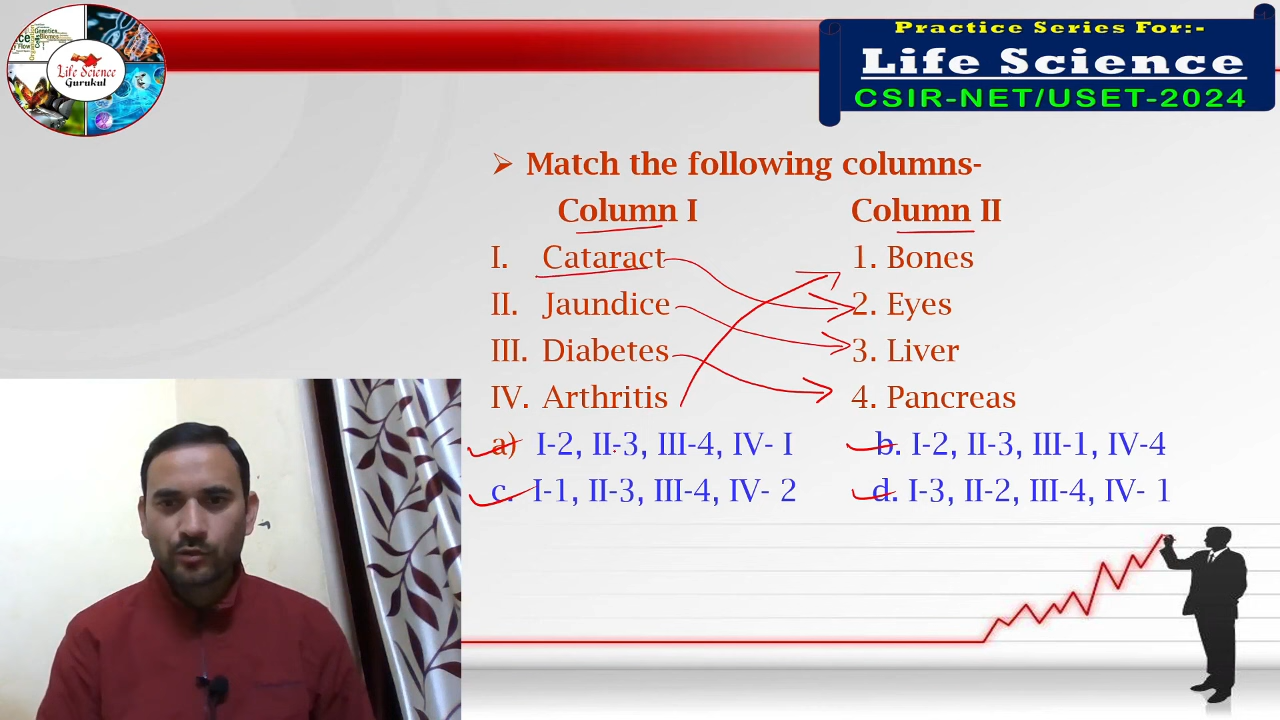 Practice Series For:-
Life Science
CSIR-NET/USET-2024
Life Science
Gurukul
➢ Match the following columns-
Column I Column II
I. Cataract 1. Bones
II. Jaundice 2. Eyes
III. Diabetes 3. Liver
IV. Arthritis 4. Pancreas
a) I-2, II-3, III-4, IV- I b. I-2, II-3, III-1, IV-4
c. I-1, II-3, III-4, IV- 2 d. I-3, II-2, III-4, IV- 1